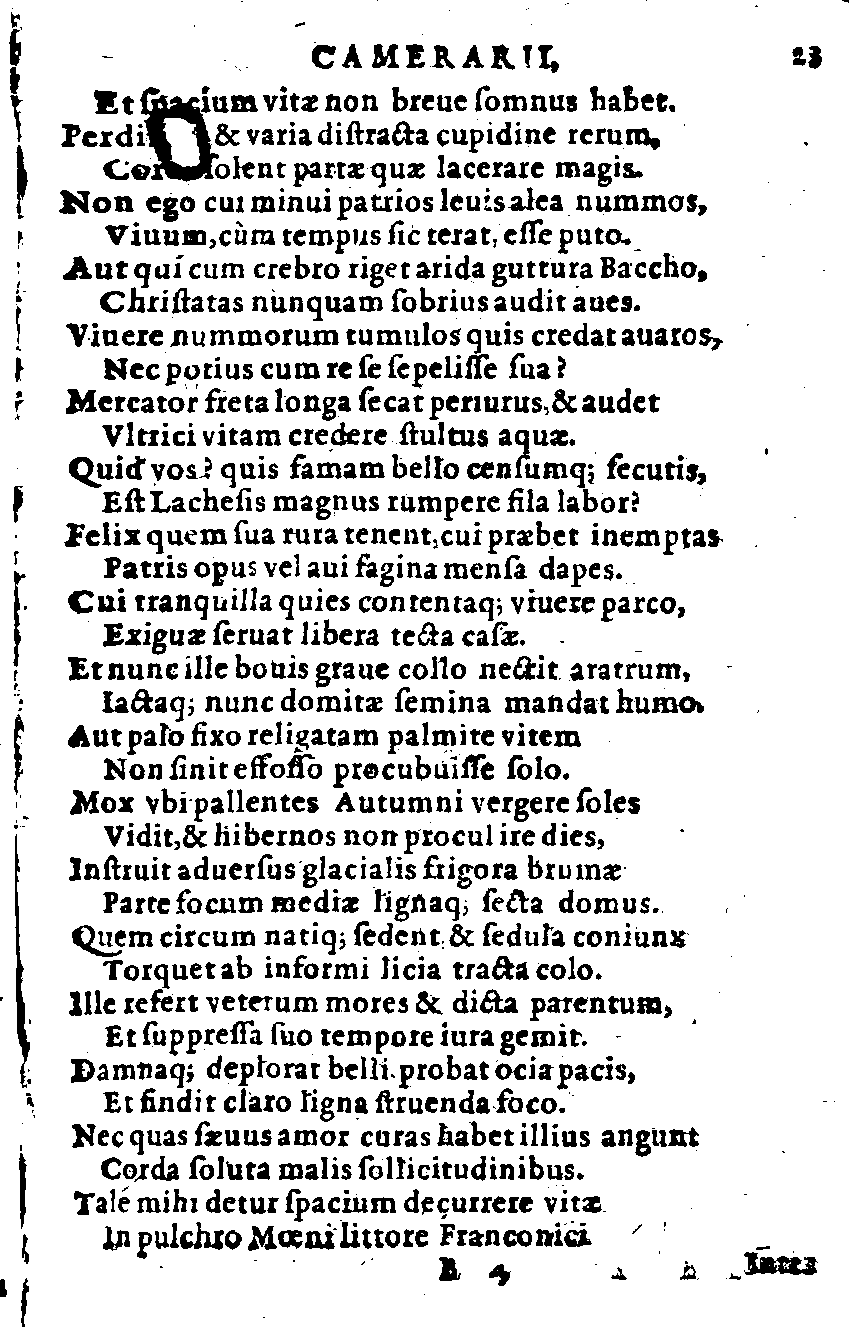 CAMERARII, 23
Et spacium vitæ non breue ſomnus habet.
& varia diſtracta cupidine rerum,
ſolent partæ quæ lacerare magis.
Non ego cui minui patrios leuis alea nummos,
Viuum, cùm tempus ſic terat, eſſe puto.
Aut quí cum crebro riget arida guttura Baccho,
Chriſtatas nunquam ſobrius audit aues.
Viuere nummorum tumulos quis credat auaros,
Nec potius cum re ſe ſepeliſſe ſua?
Mercator freta longa ſecat periurus, & audet
Vltrici vitam credere ſtultus aquæ.
Quid vos? quis famam bello cenſumq; ſecutis,
Eſt Lacheſis magnus rumpere fila labor?
Felix quem ſua rura tenent, cui præbet inemptas
Patris opus vel aui fagina menſa dapes.
Cui tranquilla quies contentaq; viuere parco,
Exiguæ ſeruat libera tecta caſæ.
Et nunc ille bouis graue collo nectit aratrum,
Iactaq; nunc domitæ ſemina mandat humo.
Aut palo fixo religatam palmite vitem
Non ſinit effoſſo procubuiſſe ſolo.
Mox vbi pallentes Autumni vergere ſoles
Vidit, & hibernos non procul ire dies,
Inſtruit aduerſus glacialis frigora brumæ
Parte focum mediæ lignaq; ſecta domus.
Quem circum natiq; ſedent & ſedula coniunx
Torquet ab informi licia tracta colo.
Ille refert veterum mores & dicta parentum,
Et ſuppreſſa ſuo tempore iura gemit.
Damnaq; deplorat belli. probat ocia pacis,
Et findit claro ligna ſtruenda foco.
Nec quas ſæuus amor curas habet illius angunt
Corda ſoluta malis ſollicitudinibus.
Tale mihi detur ſpacium decurrere vitæ
In pulchro Mœni littore Franconici
B 4 Inter